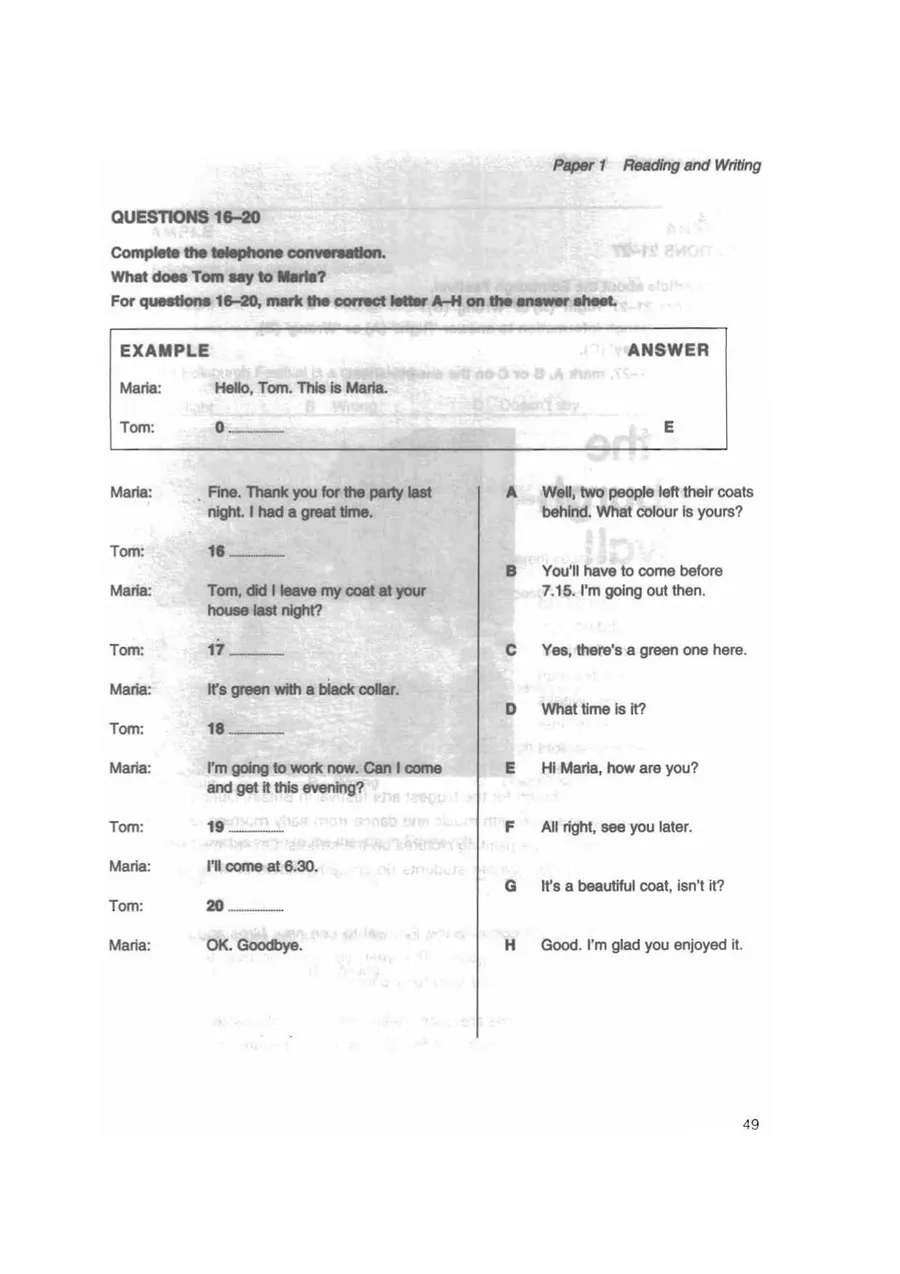 Paper 1 Reading and Writing
QUESTIONS 16–20
Complete the telephone conversation.
What does Tom say to Maria?
For questions 16–20, mark the correct letter A–H on the answer sheet.
EXAMPLE ANSWER
Maria: Hello, Tom. This is Maria.
Tom: 0 ............... E
Maria: Fine. Thank you for the party last
night. I had a great time.
Tom: 16 ...............
Maria: Tom, did I leave my coat at your
house last night?
Tom: 17 ...............
Maria: It's green with a black collar.
Tom: 18 ...............
Maria: I'm going to work now. Can I come
and get it this evening?
Tom: 19 ...............
Maria: I'll come at 6.30.
Tom: 20 ...............
Maria: OK. Goodbye.
A Well, two people left their coats
behind. What colour is yours?
B You'll have to come before
7.15. I'm going out then.
C Yes, there's a green one here.
D What time is it?
E Hi Maria, how are you?
F All right, see you later.
G It's a beautiful coat, isn't it?
H Good. I'm glad you enjoyed it.
49